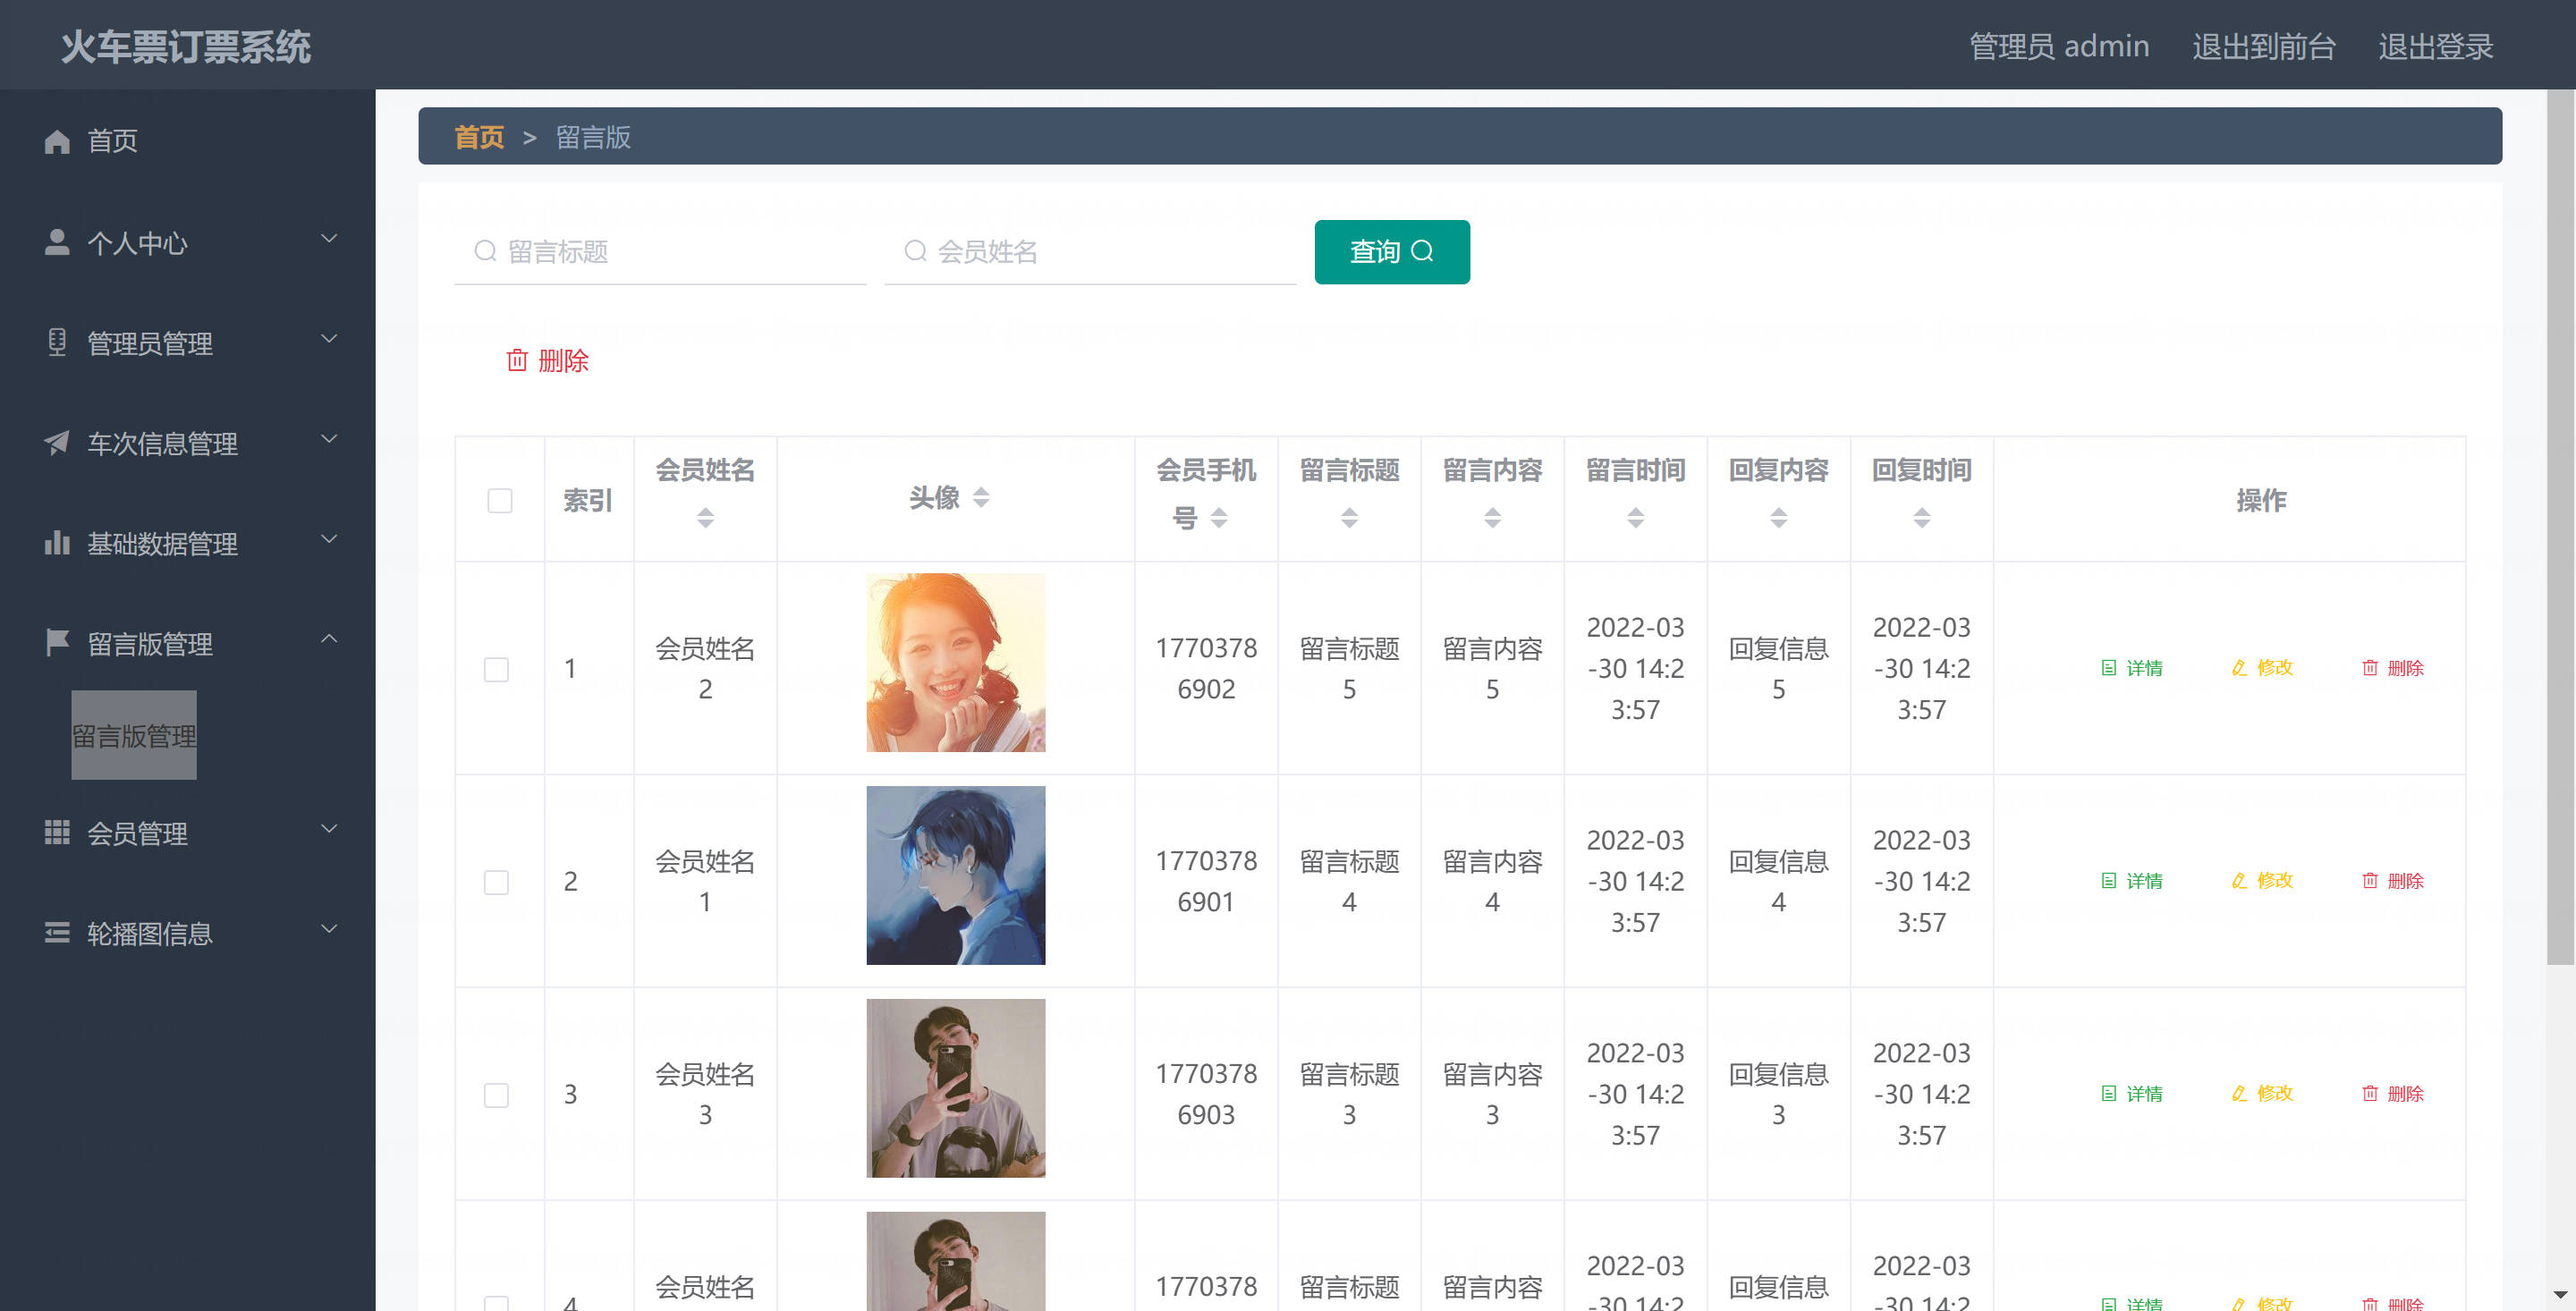 火车票订票系统
管理员 admin 退出到前台 退出登录
首页
个人中心
管理员管理
车次信息管理
基础数据管理
留言版管理
留言版管理
会员管理
轮播图信息
首页 > 留言版
留言标题 会员姓名 查询
删除
索引 会员姓名 头像 会员手机号 留言标题 留言内容 留言时间 回复内容 回复时间 操作
1 会员姓名2 17703786902 留言标题5 留言内容5 2022-03-30 14:23:57 回复信息5 2022-03-30 14:23:57 详情 修改 删除
2 会员姓名1 17703786901 留言标题4 留言内容4 2022-03-30 14:23:57 回复信息4 2022-03-30 14:23:57 详情 修改 删除
3 会员姓名3 17703786903 留言标题3 留言内容3 2022-03-30 14:23:57 回复信息3 2022-03-30 14:23:57 详情 修改 删除
4 会员姓名 1770378 留言标题 留言内容 2022-03-30 14:2 回复信息 2022-03-30 14:2 详情 修改 删除